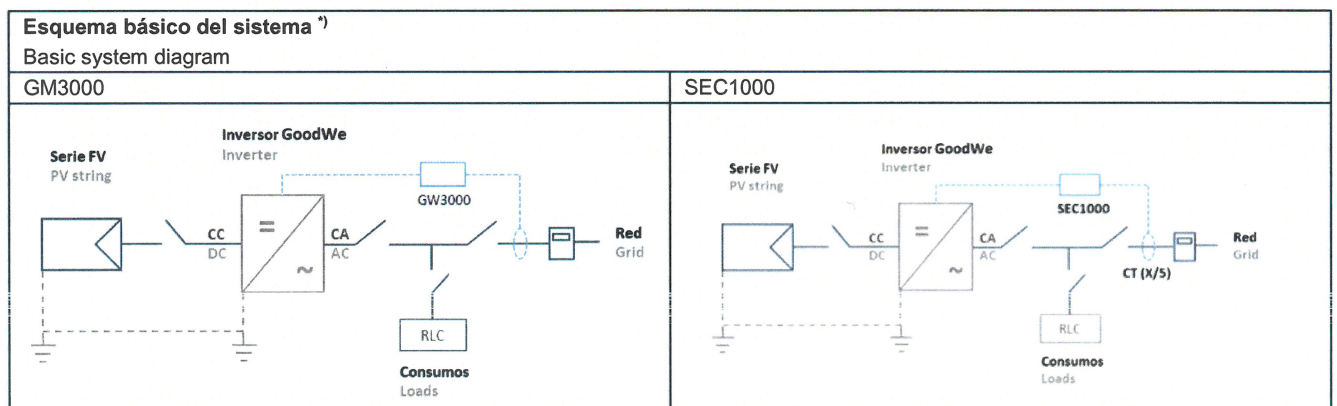 Esquema básico del sistema *)
Basic system diagram
GM3000
SEC1000
Inversor GoodWe
Inverter
Serie FV
PV string
GW3000
CC
DC
=
~
CA
AC
Red
Grid
RLC
Consumos
Loads
Inversor GoodWe
Inverter
Serie FV
PV string
SEC1000
CC
DC
=
~
CA
AC
CT (X/5)
Red
Grid
RLC
Consumos
Loads